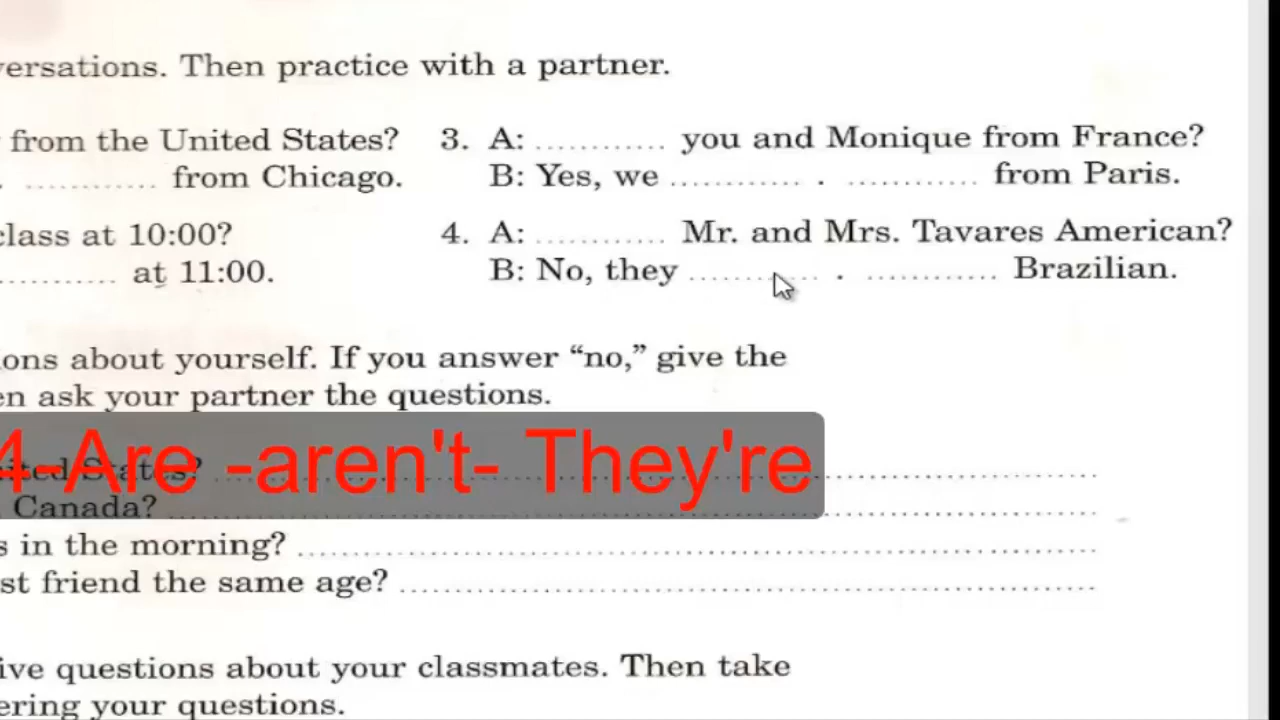 versations. Then practice with a partner.
from the United States?
. ............ from Chicago.
class at 10:00?
............ at 11:00.
3. A: ............ you and Monique from France?
B: Yes, we ............ . ............ from Paris.
4. A: ............ Mr. and Mrs. Tavares American?
B: No, they ............ . ............ Brazilian.
ons about yourself. If you answer “no,” give the
en ask your partner the questions.
4-Are -aren't- They're
ited States?
Canada?
s in the morning?
st friend the same age?
ive questions about your classmates. Then take
ering your questions.